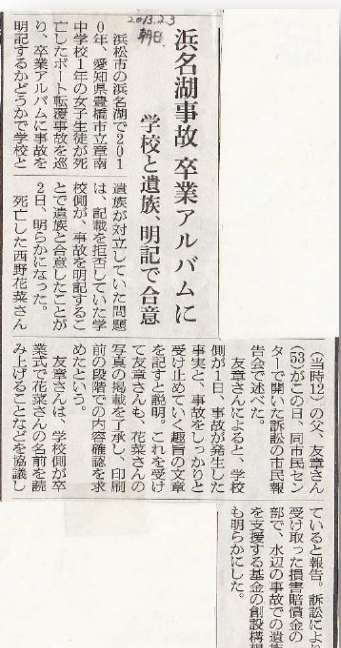 2013.2.3
朝日
浜名湖事故 卒業アルバムに
学校と遺族、明記で合意
浜松市の浜名湖で201
0年、愛知県豊橋市立章南
中学校1年の女子生徒が死
亡したボート転覆事故を巡
り、卒業アルバムに事故を
明記するかどうかで学校と
遺族が対立していた問題
は、記載を拒否していた学
校側が、事故を明記するこ
とで遺族と合意したことが
2日、明らかになった。
死亡した西野花菜さん
(当時12)の父、友章さん
(53)がこの日、同市民セン
ターで開いた訴訟の市民報
告会で述べた。
友章さんによると、学校
側が1日、事故が発生した
事実と、事故をしっかりと
受け止めていく趣旨の文章
を記すと説明。これを受け
て友章さんも、花菜さんの
写真の掲載を了承し、印刷
前の段階での内容確認を求
めたという。
友章さんは、学校側が卒
業式で花菜さんの名前を読
み上げることなどを協議し
ていると報告。訴訟により
受け取った損害賠償金の
部で、水辺の事故での遺族
を支援する基金の創設構想
も明らかにした。